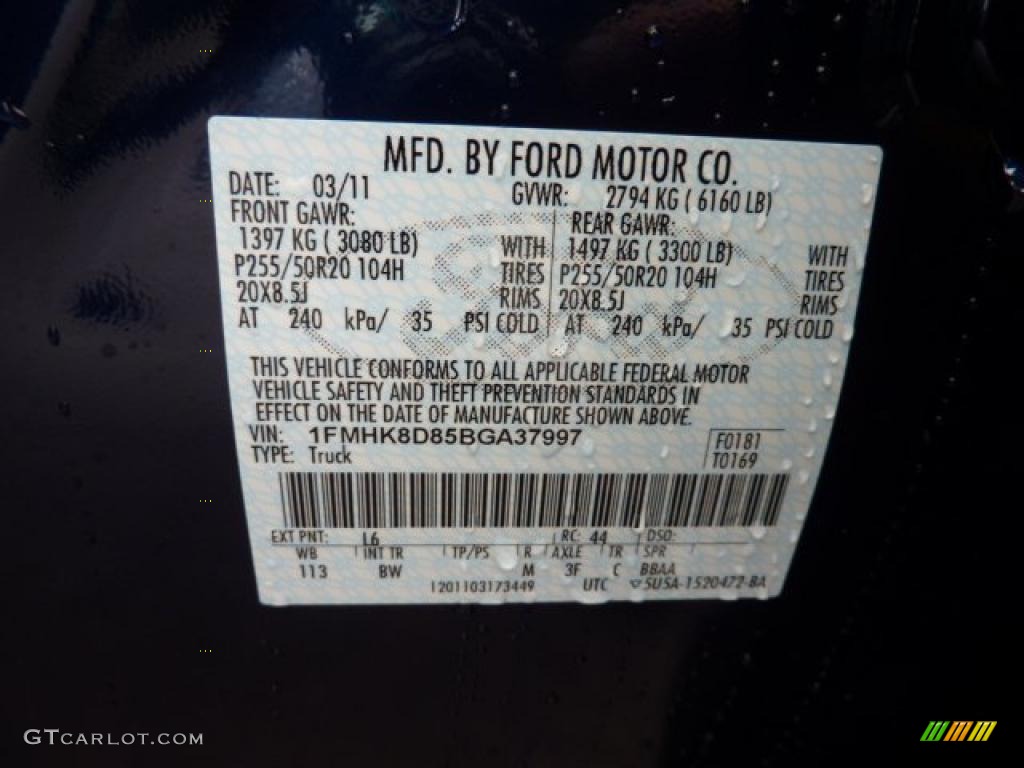 MFD. BY FORD MOTOR CO.
DATE: 03/11 GVWR: 2794 KG ( 6160 LB)
FRONT GAWR: REAR GAWR:
1397 KG ( 3080 LB) WITH 1497 KG ( 3300 LB) WITH
P255/50R20 104H TIRES P255/50R20 104H TIRES
20X8.5J RIMS 20X8.5J RIMS
AT 240 kPa/ 35 PSI COLD AT 240 kPa/ 35 PSI COLD
THIS VEHICLE CONFORMS TO ALL APPLICABLE FEDERAL MOTOR
VEHICLE SAFETY AND THEFT PREVENTION STANDARDS IN
EFFECT ON THE DATE OF MANUFACTURE SHOWN ABOVE.
VIN: 1FMHK8D85BGA37997 F0181
TYPE: Truck T0169
EXT PNT: L6 RC: 44 DSO:
WB INT TR TP/PS R AXLE TR SPR
113 BW M 3F C BBAA
1201103173449 UTC ▽5U5A-1520472-BA
GTCARLOT.COM